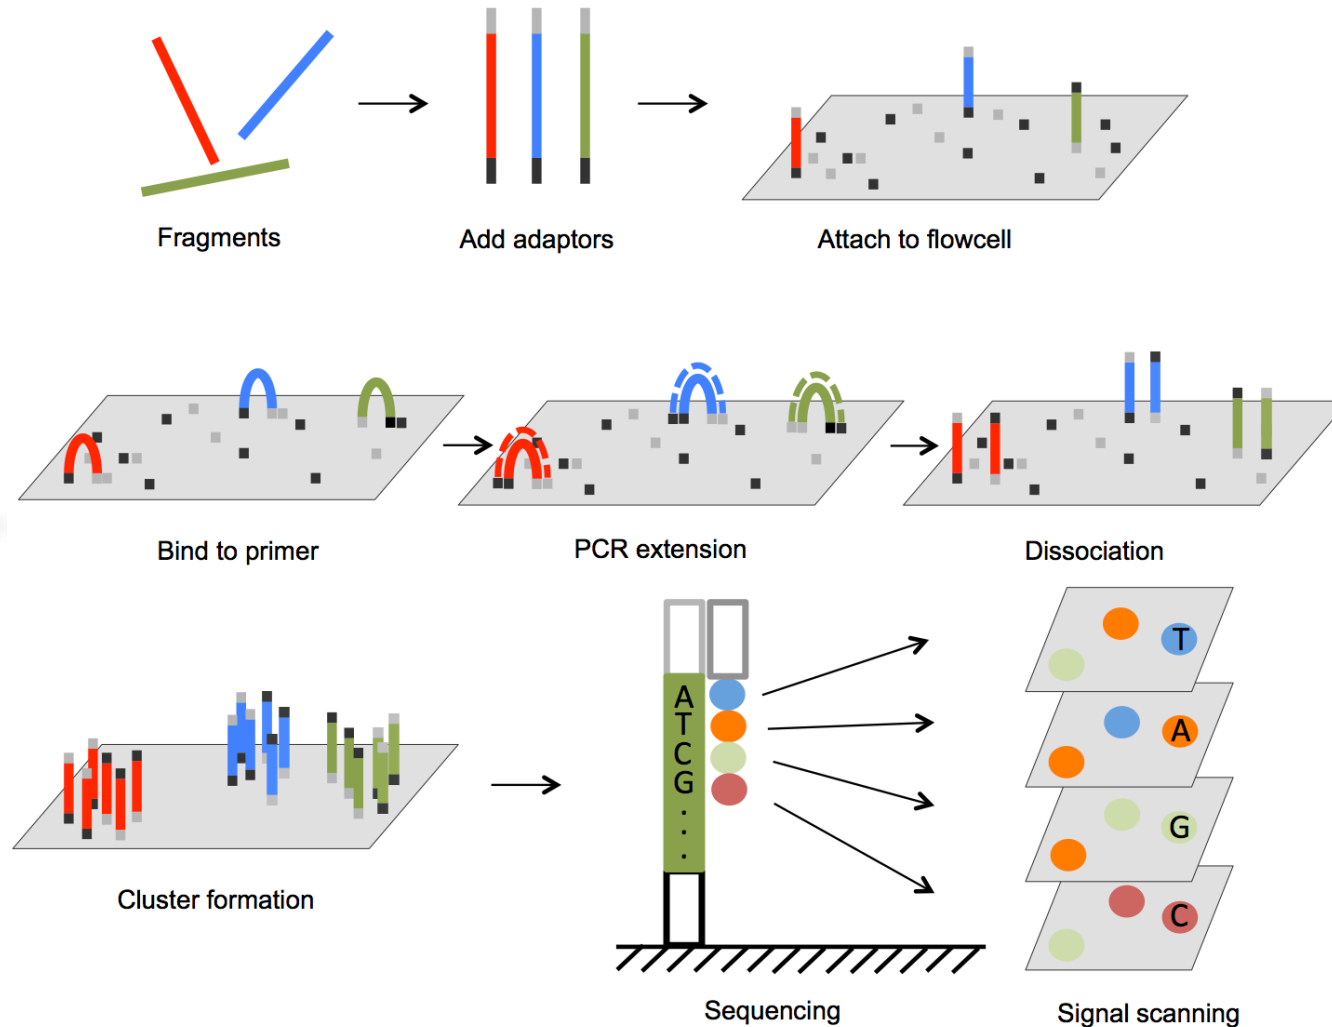 Fragments
Add adaptors
Attach to flowcell
Bind to primer
PCR extension
Dissociation
Cluster formation
A
T
C
G
.
.
.
Sequencing
T
A
G
C
Signal scanning